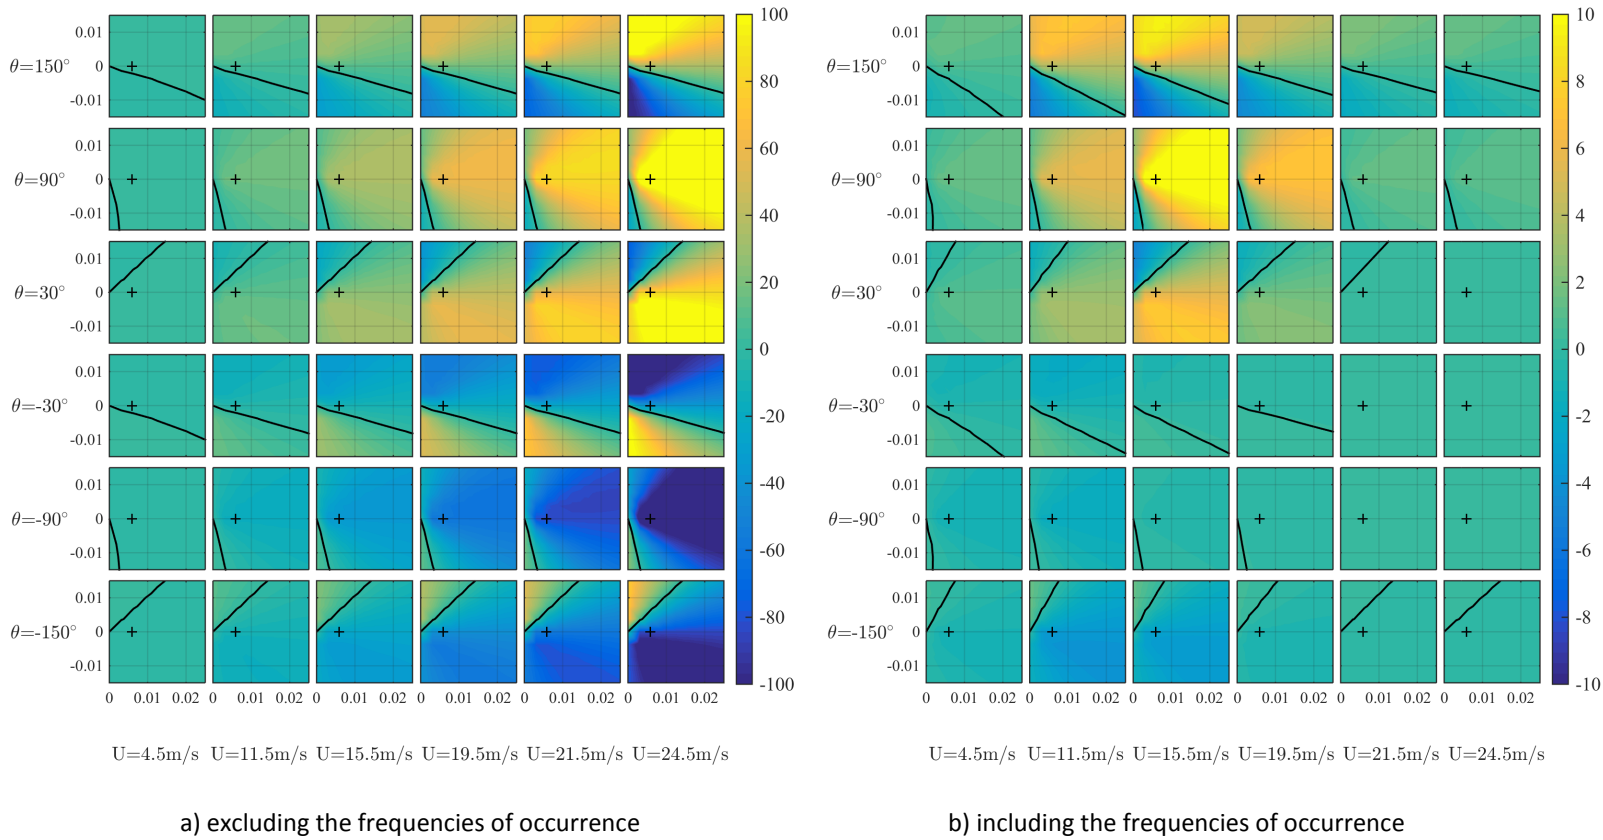 0.01
θ=150° 0
-0.01
0.01
θ=90° 0
-0.01
0.01
θ=30° 0
-0.01
0.01
θ=-30° 0
-0.01
0.01
θ=-90° 0
-0.01
0.01
θ=-150° 0
-0.01
0 0.01 0.02 0 0.01 0.02 0 0.01 0.02 0 0.01 0.02 0 0.01 0.02 0 0.01 0.02
U=4.5m/s U=11.5m/s U=15.5m/s U=19.5m/s U=21.5m/s U=24.5m/s
100
80
60
40
20
0
-20
-40
-60
-80
-100
a) excluding the frequencies of occurrence
0.01
θ=150° 0
-0.01
0.01
θ=90° 0
-0.01
0.01
θ=30° 0
-0.01
0.01
θ=-30° 0
-0.01
0.01
θ=-90° 0
-0.01
0.01
θ=-150° 0
-0.01
0 0.01 0.02 0 0.01 0.02 0 0.01 0.02 0 0.01 0.02 0 0.01 0.02 0 0.01 0.02
U=4.5m/s U=11.5m/s U=15.5m/s U=19.5m/s U=21.5m/s U=24.5m/s
10
8
6
4
2
0
-2
-4
-6
-8
-10
b) including the frequencies of occurrence